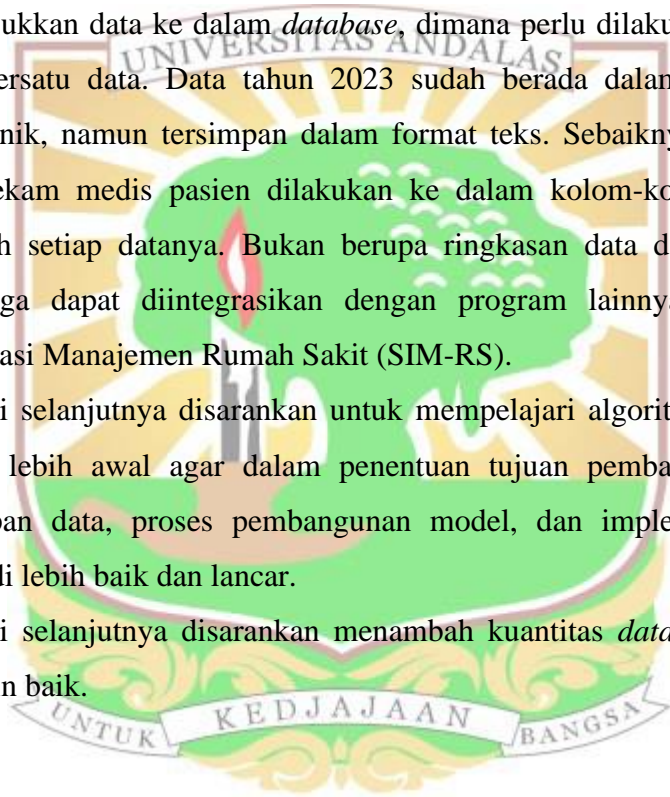 ukkan data ke dalam database, dimana perlu dilaku
UNIVERSITAS ANDALAS
ersatu data. Data tahun 2023 sudah berada dalam
nik, namun tersimpan dalam format teks. Sebaikny
ekam medis pasien dilakukan ke dalam kolom-ko
h setiap datanya. Bukan berupa ringkasan data d
ga dapat diintegrasikan dengan program lainnya
asi Manajemen Rumah Sakit (SIM-RS).
i selanjutnya disarankan untuk mempelajari algorit
lebih awal agar dalam penentuan tujuan pemba
pan data, proses pembangunan model, dan imple
di lebih baik dan lancar.
i selanjutnya disarankan menambah kuantitas data
n baik.
UNTUK KEDJAJAAN BANGSA